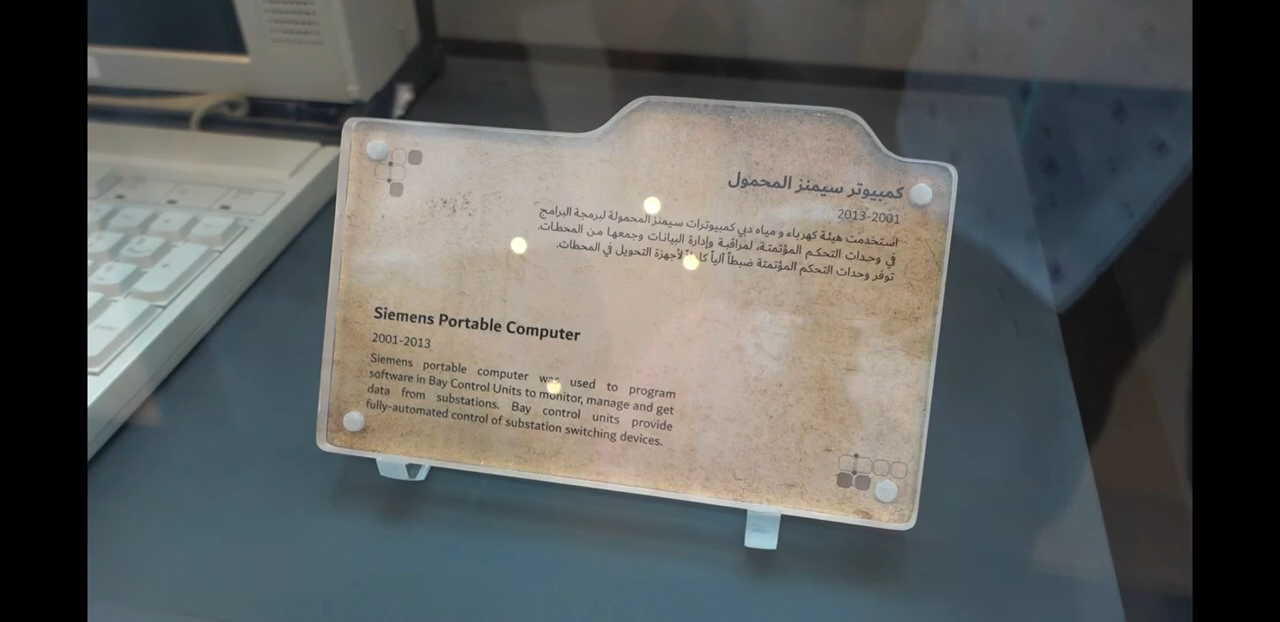 كمبيوتر سيمنز المحمول
2013-2001
استخدمت هيئة كهرباء و مياه دبي كمبيوترات سيمنز المحمولة لبرمجة البرامج
في وحدات التحكم المؤتمتة، لمراقبة وإدارة البيانات وجمعها من المحطات.
توفر وحدات التحكم المؤتمتة ضبطاً آلياً كاملاً لأجهزة التحويل في المحطات.
Siemens Portable Computer
2001-2013
Siemens portable computer was used to program
software in Bay Control Units to monitor, manage and get
data from substations. Bay control units provide
fully-automated control of substation switching devices.